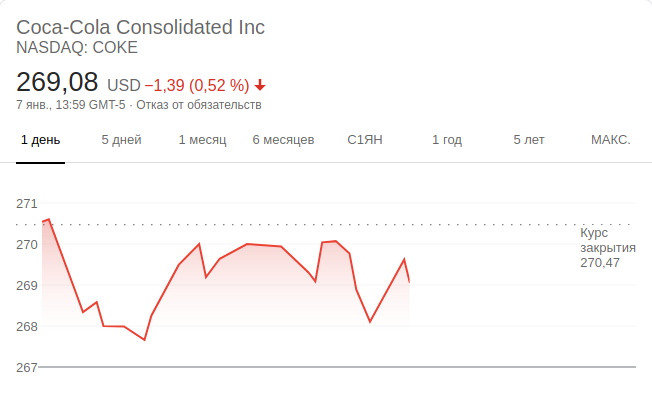 Coca-Cola Consolidated Inc
NASDAQ: COKE
269,08 USD −1,39 (0,52 %)
7 янв., 13:59 GMT-5 · Отказ от обязательств
1 день 5 дней 1 месяц 6 месяцев С1ЯН 1 год 5 лет МАКС.
271
Курс
закрытия
270,47
270
269
268
267